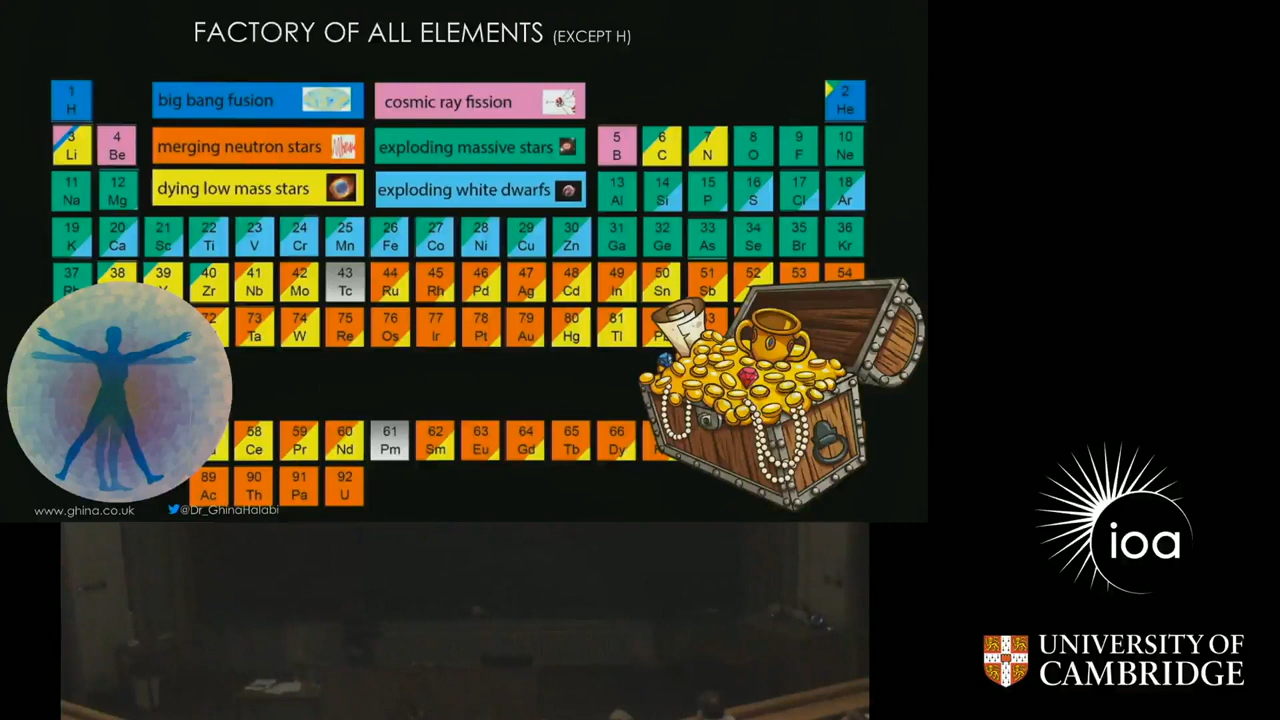 FACTORY OF ALL ELEMENTS (EXCEPT H)
1 2
H big bang fusion cosmic ray fission He
3 4 5 6 7 8 9 10
Li Be merging neutron stars exploding massive stars B C N O F Ne
11 12 dying low mass stars exploding white dwarfs 13 14 15 16 17 18
Na Mg Al Si P S Cl Ar
19 20 21 22 23 24 25 26 27 28 29 30 31 32 33 34 35 36
K Ca Sc Ti V Cr Mn Fe Co Ni Cu Zn Ga Ge As Se Br Kr
37 38 39 40 41 42 43 44 45 46 47 48 49 50 51 52 53 54
Zr Nb Mo Tc Ru Rh Pd Ag Cd In Sn Sb
73 74 75 76 77 78 79 80 81
Ta W Re Os Ir Pt Au Hg Tl
58 59 60 61 62 63 64 65 66
Ce Pr Nd Pm Sm Eu Gd Tb Dy
89 90 91 92
Ac Th Pa U
www.ghina.co.uk @Dr_GhinaHalabi
ioa
UNIVERSITY OF
CAMBRIDGE